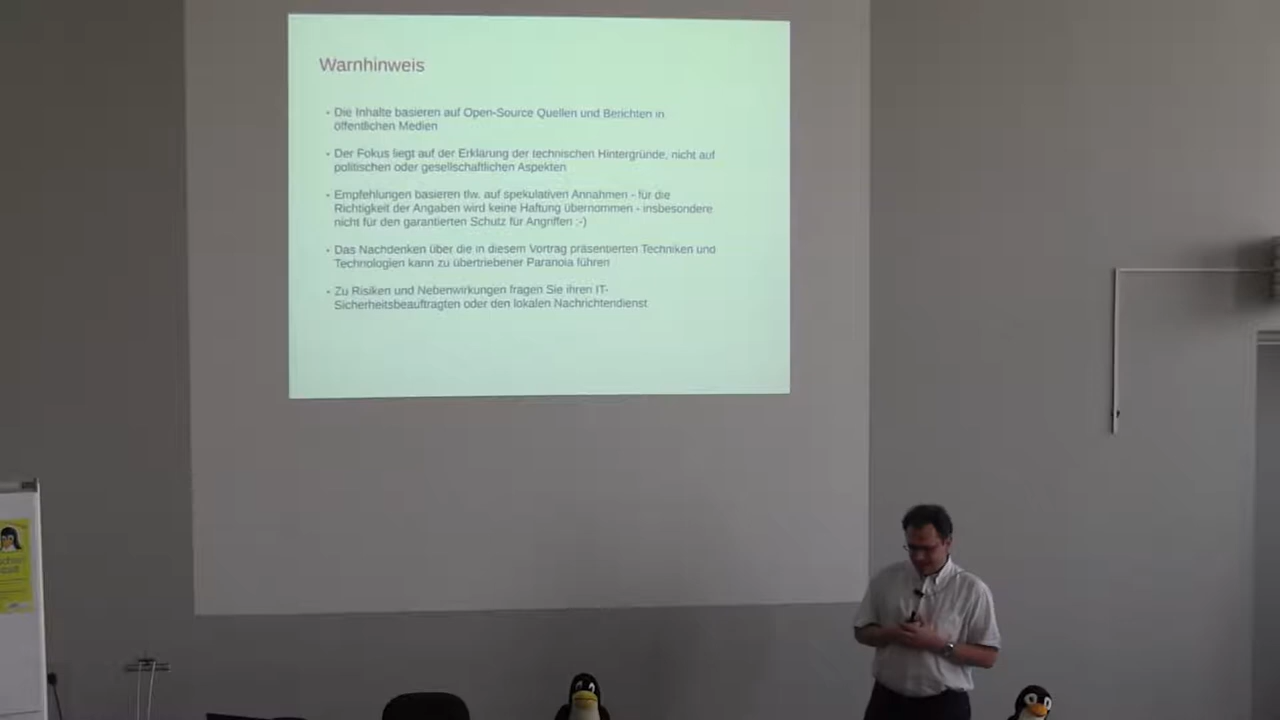 Warnhinweis
- Die Inhalte basieren auf Open-Source Quellen und Berichten in
öffentlichen Medien
- Der Fokus liegt auf der Erklärung der technischen Hintergründe, nicht auf
politischen oder gesellschaftlichen Aspekten
- Empfehlungen basieren tlw. auf spekulativen Annahmen - für die
Richtigkeit der Angaben wird keine Haftung übernommen - insbesondere
nicht für den garantierten Schutz für Angriffen :-)
- Das Nachdenken über die in diesem Vortrag präsentierten Techniken und
Technologien kann zu übertriebener Paranoia führen
- Zu Risiken und Nebenwirkungen fragen Sie ihren IT-
Sicherheitsbeauftragten oder den lokalen Nachrichtendienst